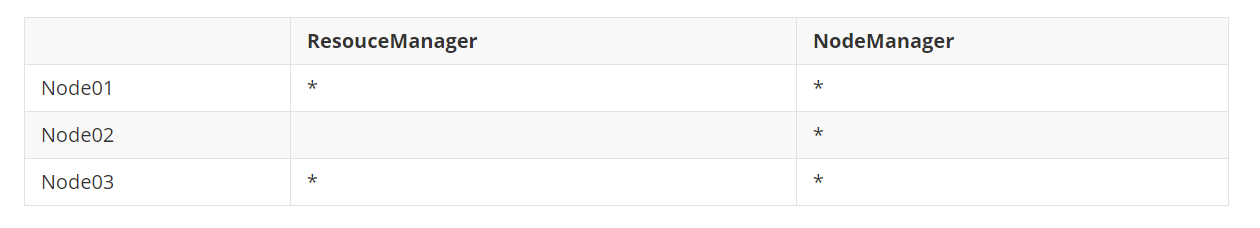 ResouceManager NodeManager
Node01 * *
Node02 *
Node03 * *